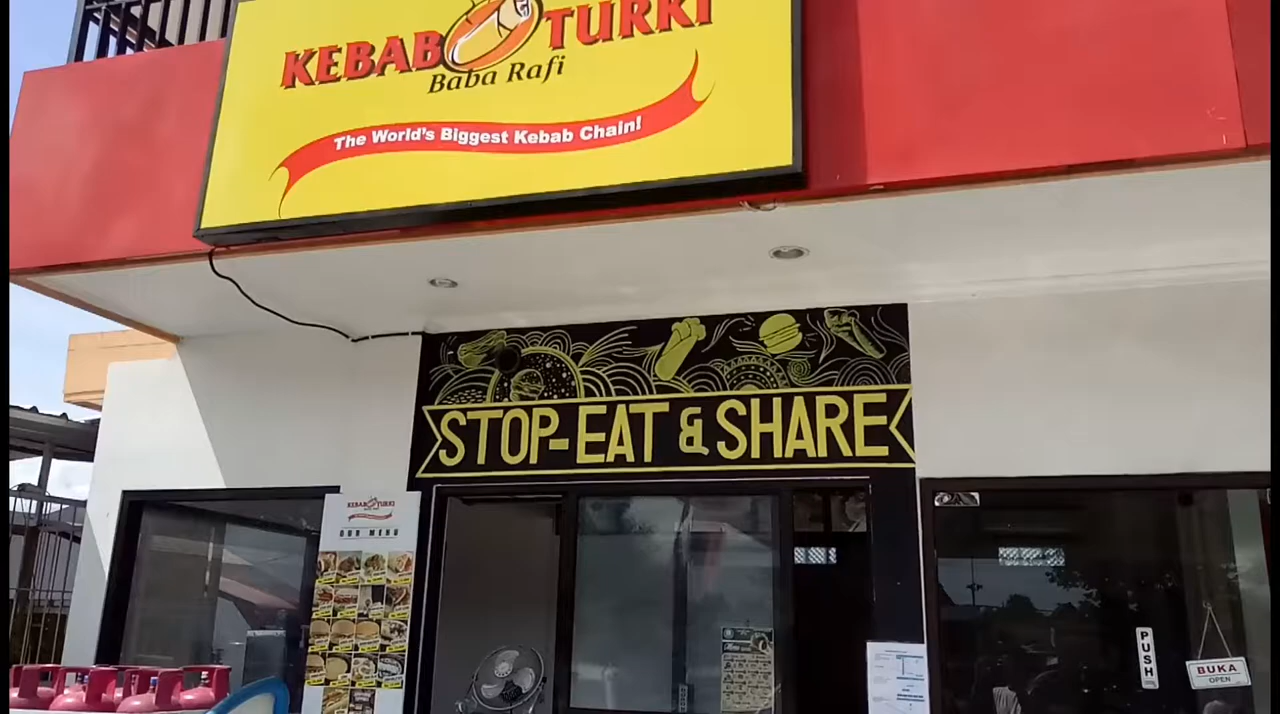 KEBAB TURKI
Baba Rafi
The World's Biggest Kebab Chain!
STOP-EAT & SHARE
KEBAB TURKI
OUR MENU
PUSH
BUKA
OPEN